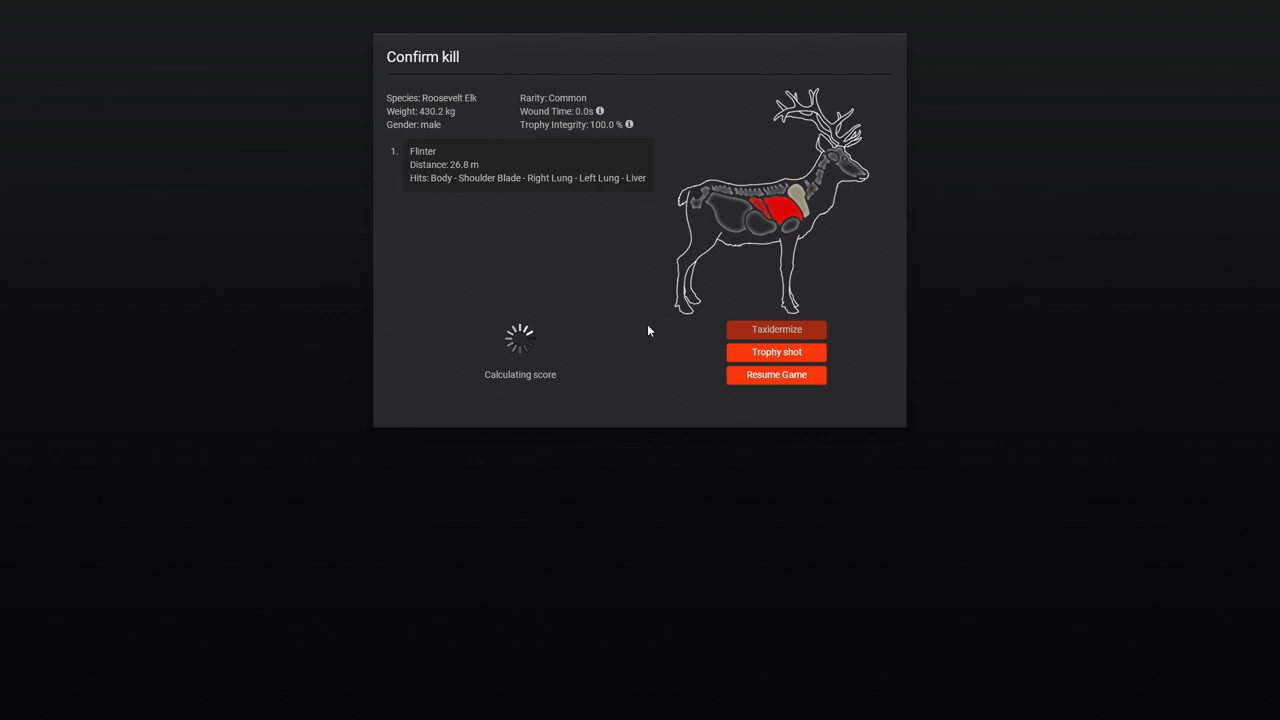 Confirm kill
Species: Roosevelt Elk
Weight: 430.2 kg
Gender: male
Rarity: Common
Wound Time: 0.0s
Trophy Integrity: 100.0 %
1.
Flinter
Distance: 26.8 m
Hits: Body - Shoulder Blade - Right Lung - Left Lung - Liver
Calculating score
Taxidermize
Trophy shot
Resume Game